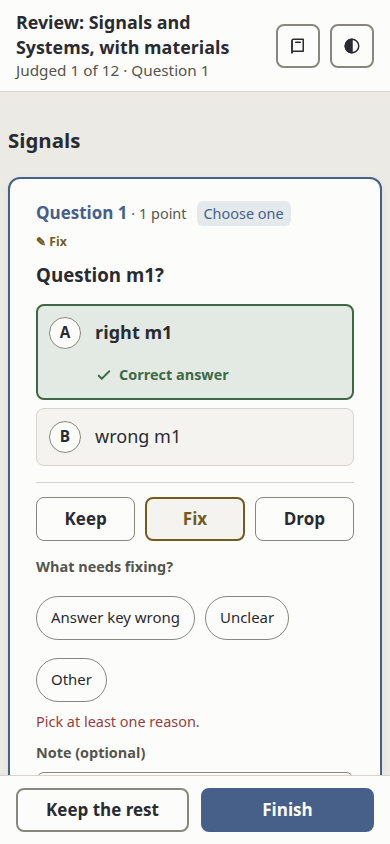 Review: Signals and
Systems, with materials
Judged 1 of 12 · Question 1
Signals
Question 1 · 1 point Choose one
✎ Fix
Question m1?
A right m1
✓ Correct answer
B wrong m1
Keep Fix Drop
What needs fixing?
Answer key wrong Unclear
Other
Pick at least one reason.
Note (optional)
Keep the rest Finish